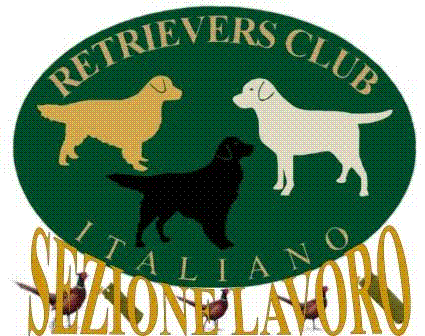 RETRIEVERS CLUB
ITALIANO
SEZIONE LAVORO